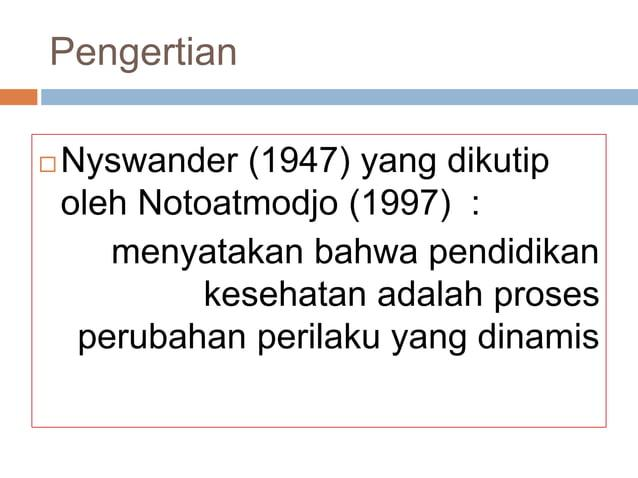 Pengertian
Nyswander (1947) yang dikutip
oleh Notoatmodjo (1997) :
menyatakan bahwa pendidikan
kesehatan adalah proses
perubahan perilaku yang dinamis